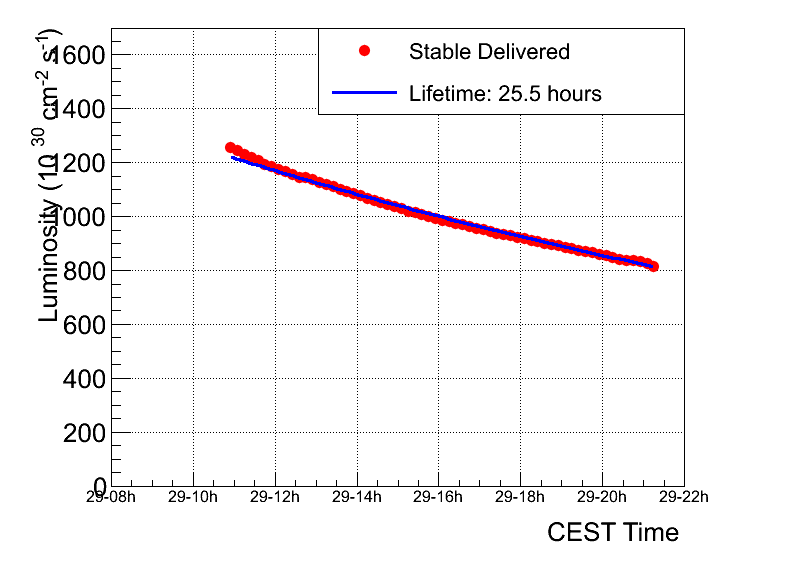 Luminosity (10^30 cm^-2 s^-1)
1600
1400
1200
1000
800
600
400
200
0
Stable Delivered
Lifetime: 25.5 hours
29-08h 29-10h 29-12h 29-14h 29-16h 29-18h 29-20h 29-22h
CEST Time